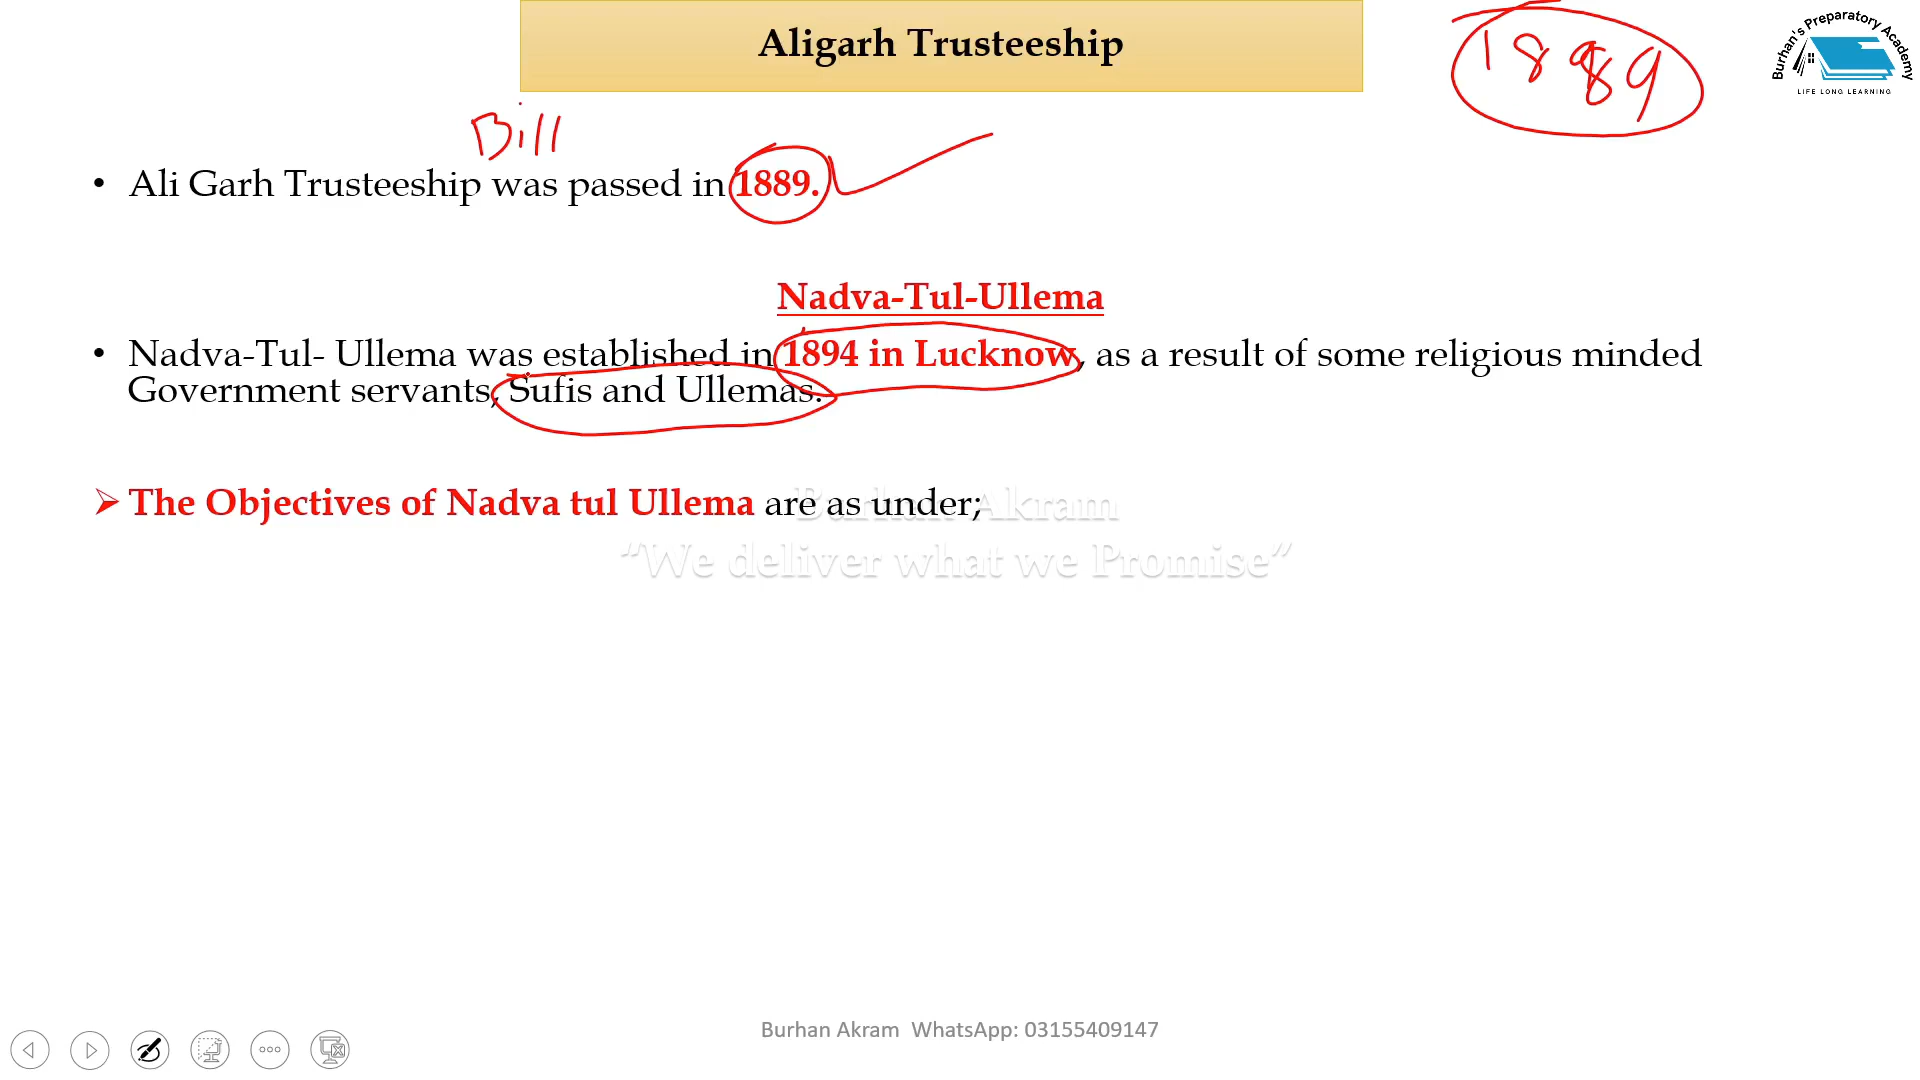 Aligarh Trusteeship
1889
Burhan's Preparatory Academy
LIFE LONG LEARNING
Bill
• Ali Garh Trusteeship was passed in 1889.
Nadva-Tul-Ullema
• Nadva-Tul- Ullema was established in 1894 in Lucknow, as a result of some religious minded
Government servants, Sufis and Ullemas.
➢ The Objectives of Nadva tul Ullema are as under;
Burhan Akram
“We deliver what we Promise”
Burhan Akram WhatsApp: 03155409147